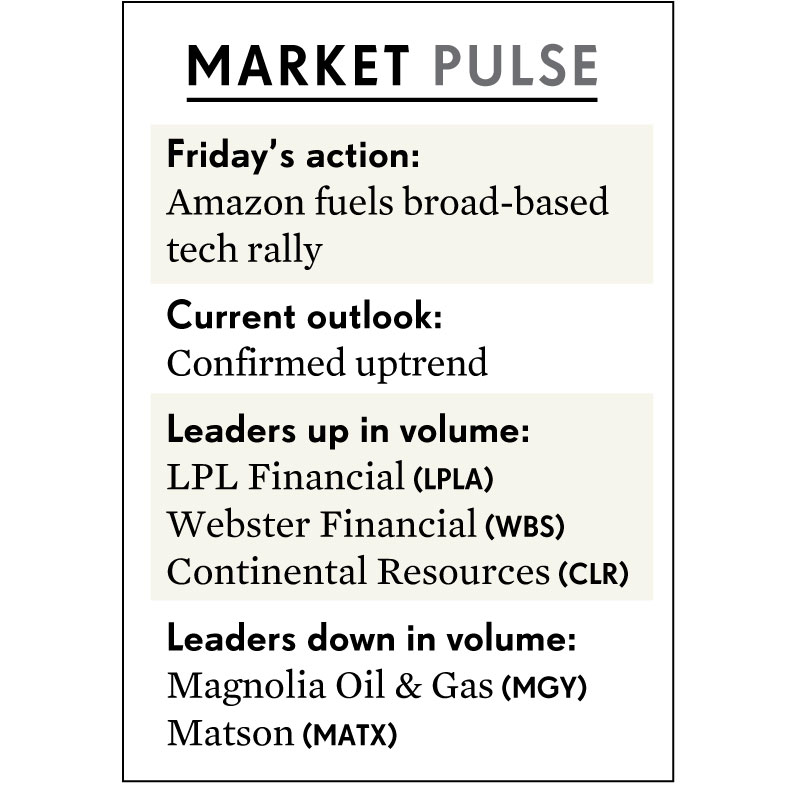 MARKET PULSE
Friday's action:
Amazon fuels broad-based
tech rally
Current outlook:
Confirmed uptrend
Leaders up in volume:
LPL Financial (LPLA)
Webster Financial (WBS)
Continental Resources (CLR)
Leaders down in volume:
Magnolia Oil & Gas (MGY)
Matson (MATX)